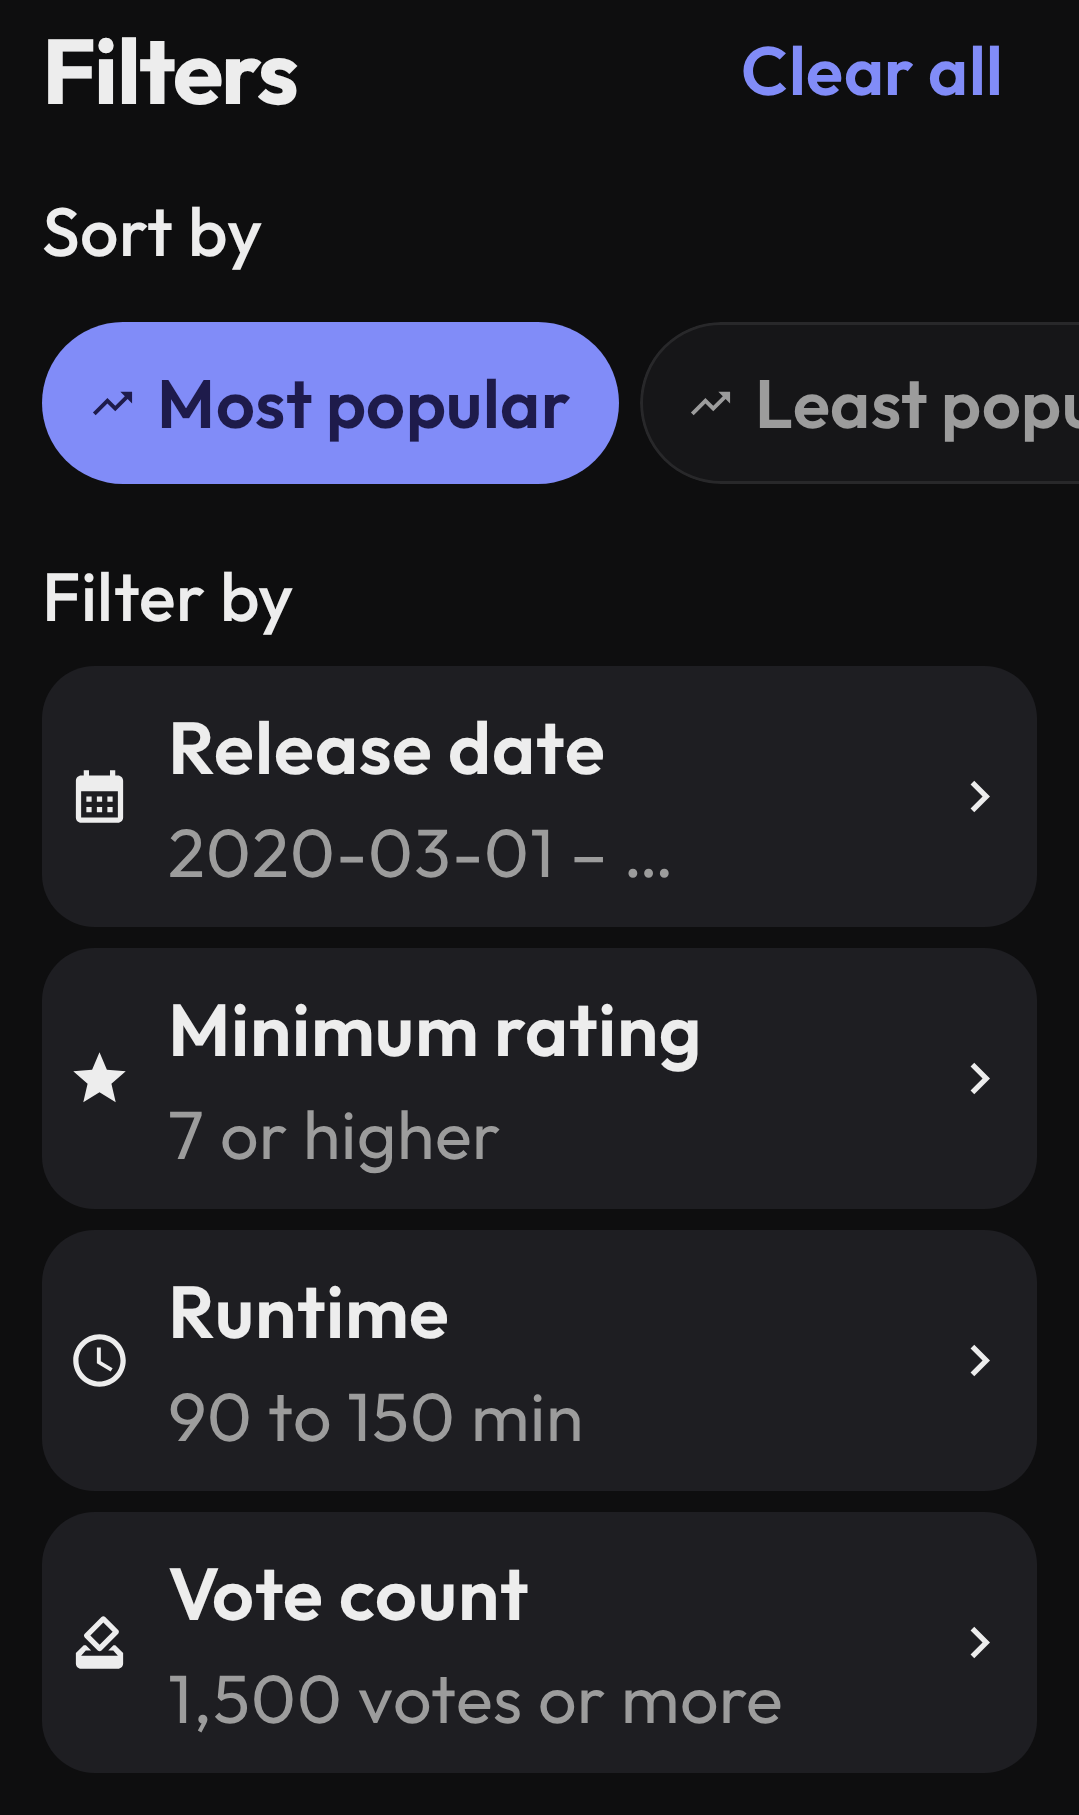 Filters
Clear all
Sort by
Most popular
Least popu
Filter by
Release date
2020-03-01 – ...
Minimum rating
7 or higher
Runtime
90 to 150 min
Vote count
1,500 votes or more